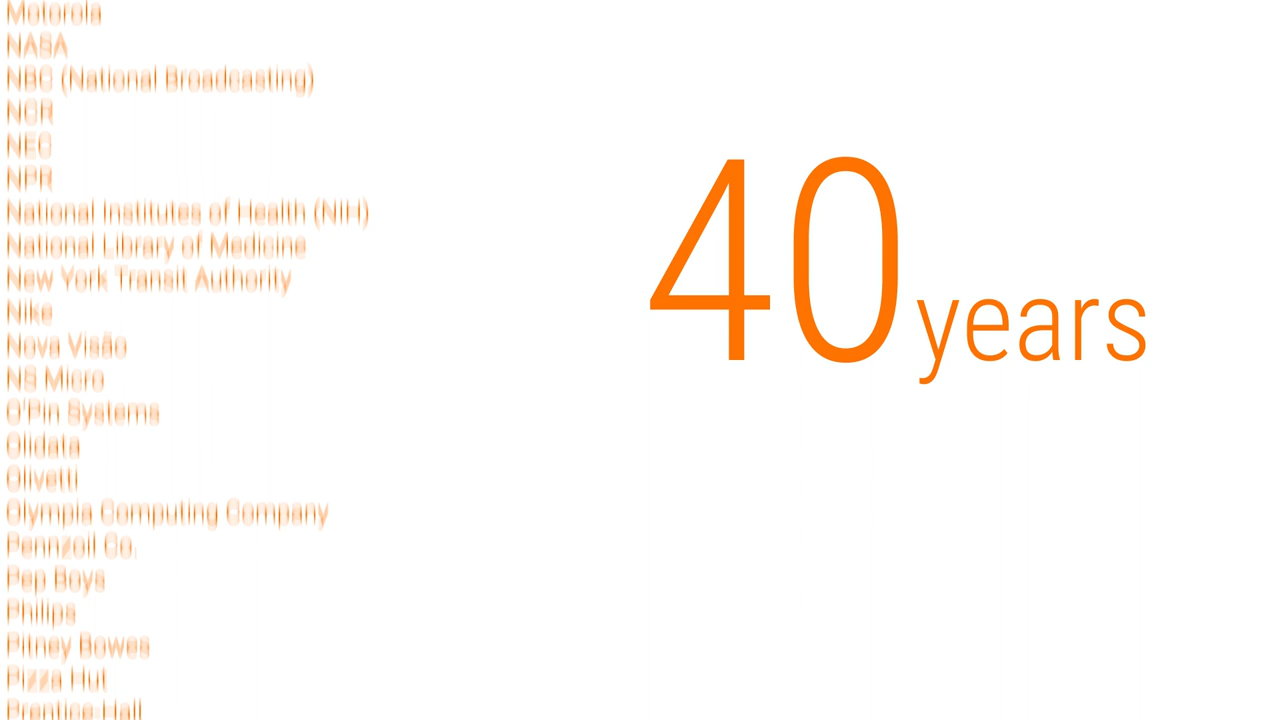 Motorola
NASA
NBC (National Broadcasting)
NCR
NEC
NPR
National Institutes of Health (NIH)
National Library of Medicine
New York Transit Authority
Nike
Nova Visão
NS Micro
O'Pin Systems
Olidata
Olivetti
Olympia Computing Company
Pennzoil Co.
Pep Boys
Philips
Pitney Bowes
Pizza Hut
Prentice-Hall
40 years